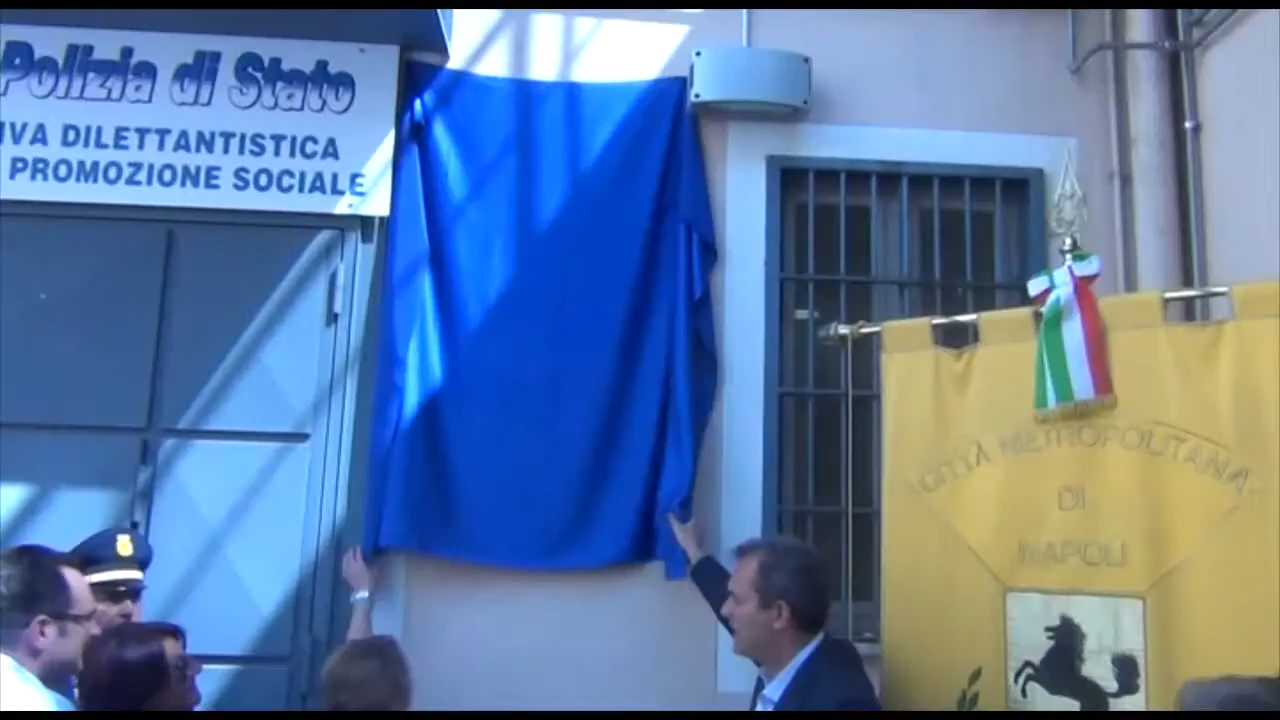 Polizia di Stato
IVA DILETTANTISTICA
PROMOZIONE SOCIALE
CITTÀ METROPOLITANA
DI
NAPOLI